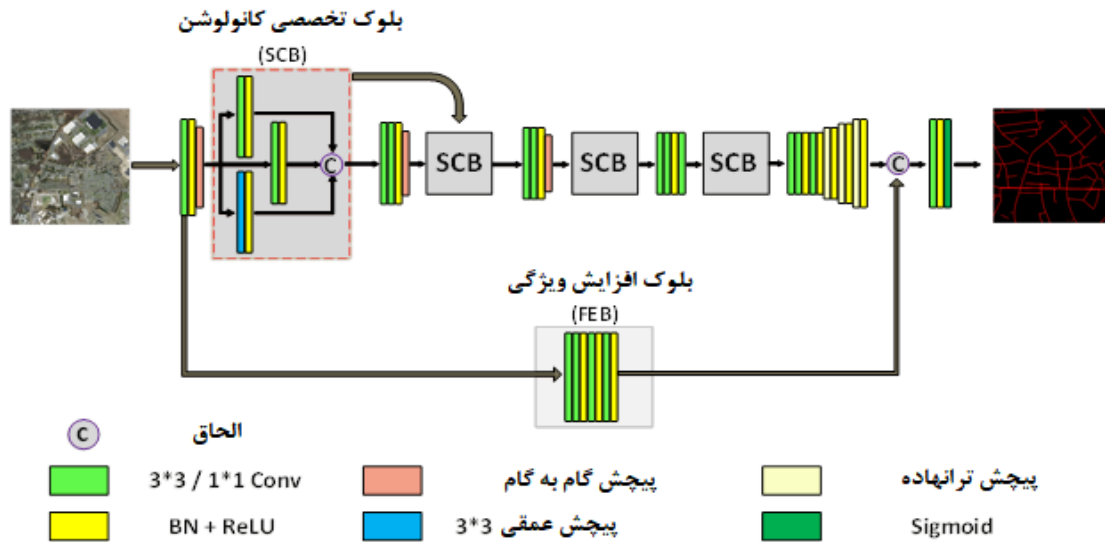 بلوک تخصصی کانولوشن
(SCB)
SCB
SCB
SCB
C
C
بلوک افزایش ویژگی
(FEB)
C
الحاق
3*3 / 1*1 Conv
پیچش گام به گام
پیچش ترانهاده
BN + ReLU
پیچش عمقی 3*3
Sigmoid